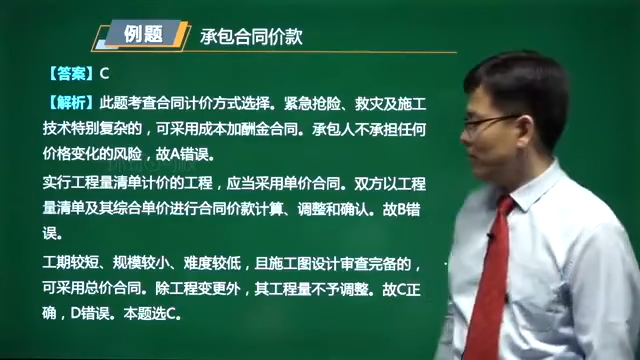 例题
承包合同价款
【答案】C
【解析】此题考查合同计价方式选择。紧急抢险、救灾及施工
技术特别复杂的，可采用成本加酬金合同。承包人不承担任何
价格变化的风险，故A错误。
实行工程量清单计价的工程，应当采用单价合同。双方以工程
量清单及其综合单价进行合同价款计算、调整和确认。故B错
误。
工期较短、规模较小、难度较低，且施工图设计审查完备的，
可采用总价合同。除工程变更外，其工程量不予调整。故C正
确，D错误。本题选C。